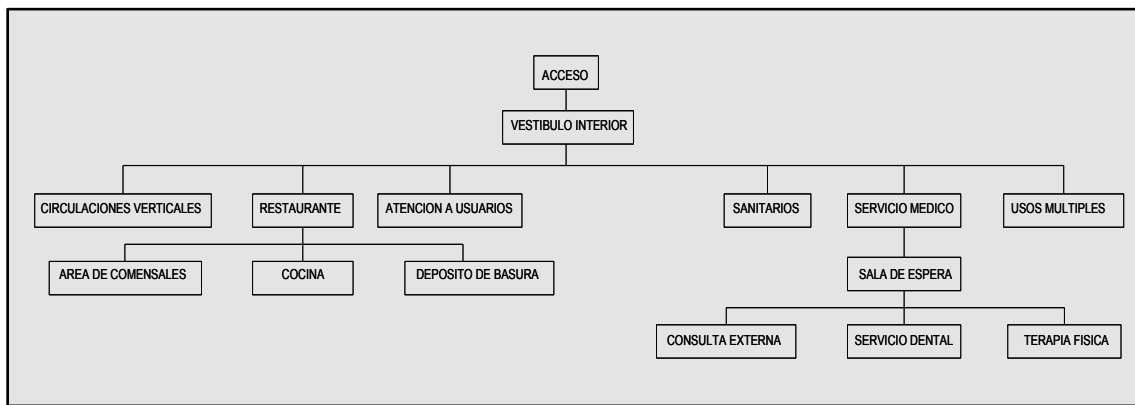 ACCESO
VESTIBULO INTERIOR
CIRCULACIONES VERTICALES
RESTAURANTE
ATENCION A USUARIOS
SANITARIOS
SERVICIO MEDICO
USOS MULTIPLES
AREA DE COMENSALES
COCINA
DEPOSITO DE BASURA
SALA DE ESPERA
CONSULTA EXTERNA
SERVICIO DENTAL
TERAPIA FISICA